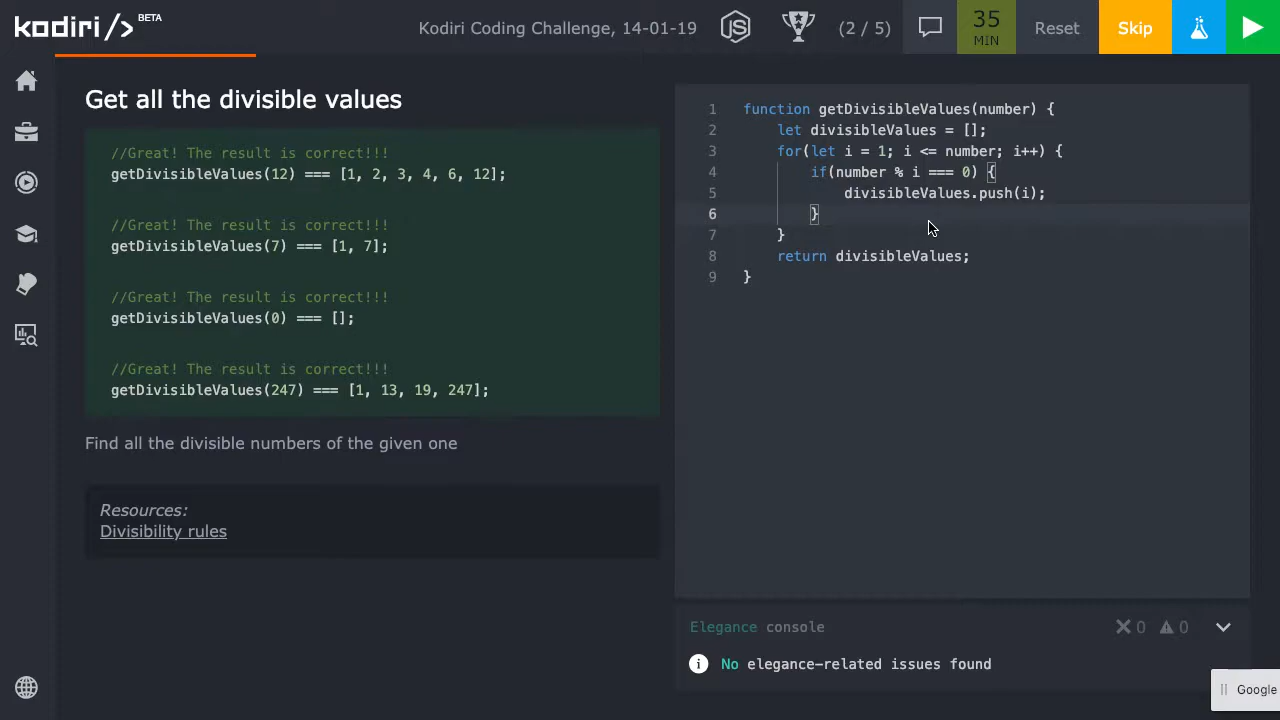 kodiri /> BETA
Kodiri Coding Challenge, 14-01-19
JS
(2 / 5)
35
MIN
Reset
Skip
Get all the divisible values
//Great! The result is correct!!!
getDivisibleValues(12) === [1, 2, 3, 4, 6, 12];
//Great! The result is correct!!!
getDivisibleValues(7) === [1, 7];
//Great! The result is correct!!!
getDivisibleValues(0) === [];
//Great! The result is correct!!!
getDivisibleValues(247) === [1, 13, 19, 247];
Find all the divisible numbers of the given one
Resources:
Divisibility rules
1 function getDivisibleValues(number) {
2 let divisibleValues = [];
3 for(let i = 1; i <= number; i++) {
4 if(number % i === 0) {
5 divisibleValues.push(i);
6 }
7 }
8 return divisibleValues;
9 }
Elegance console
0 0
No elegance-related issues found
Google